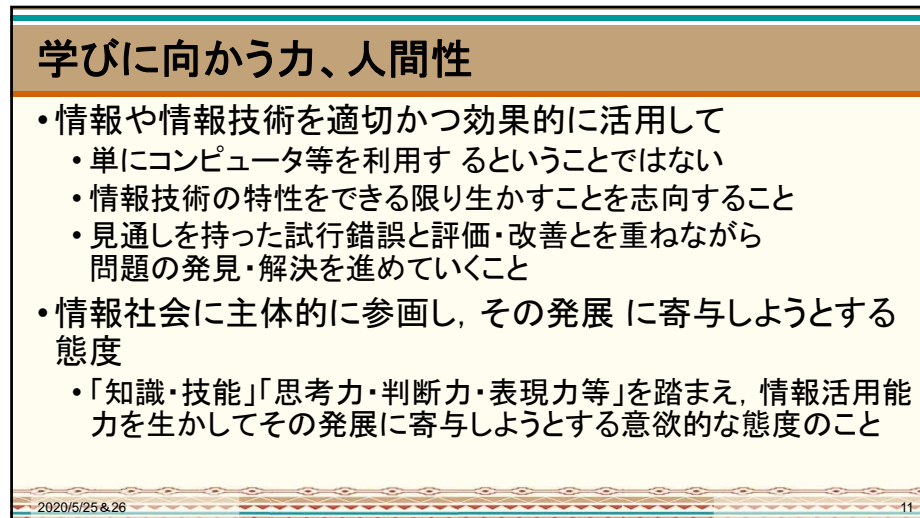 学びに向かう力、人間性
•情報や情報技術を適切かつ効果的に活用して
•単にコンピュータ等を利用す るということではない
•情報技術の特性をできる限り生かすことを志向すること
•見通しを持った試行錯誤と評価・改善とを重ねながら
問題の発見・解決を進めていくこと
•情報社会に主体的に参画し，その発展 に寄与しようとする
態度
•「知識・技能」「思考力・判断力・表現力等」を踏まえ，情報活用能
力を生かしてその発展に寄与しようとする意欲的な態度のこと
2020/5/25＆26
11